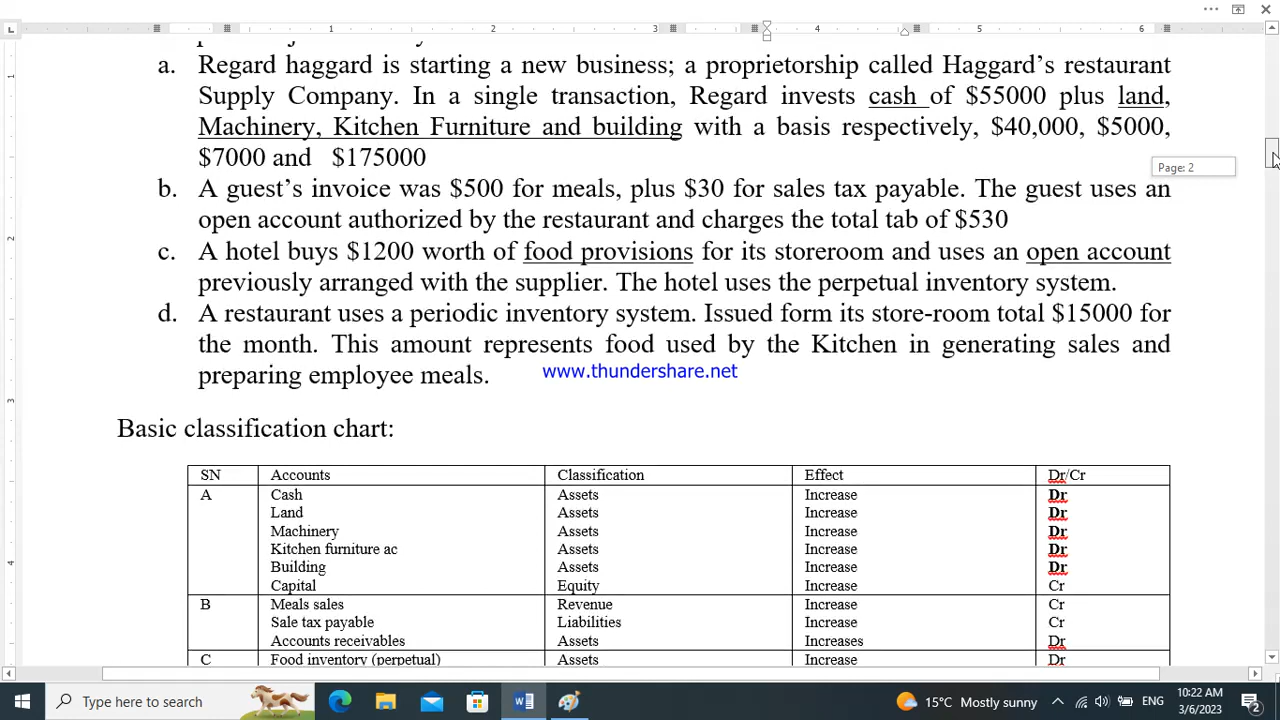 1 2 3 4 5 6
a. Regard haggard is starting a new business; a proprietorship called Haggard's restaurant
Supply Company. In a single transaction, Regard invests cash of $55000 plus land,
Machinery, Kitchen Furniture and building with a basis respectively, $40,000, $5000,
$7000 and $175000
Page: 2
b. A guest's invoice was $500 for meals, plus $30 for sales tax payable. The guest uses an
open account authorized by the restaurant and charges the total tab of $530
c. A hotel buys $1200 worth of food provisions for its storeroom and uses an open account
previously arranged with the supplier. The hotel uses the perpetual inventory system.
d. A restaurant uses a periodic inventory system. Issued form its store-room total $15000 for
the month. This amount represents food used by the Kitchen in generating sales and
preparing employee meals.
www.thundershare.net
Basic classification chart:
SN Accounts Classification Effect Dr/Cr
A Cash Assets Increase Dr
Land Assets Increase Dr
Machinery Assets Increase Dr
Kitchen furniture ac Assets Increase Dr
Building Assets Increase Dr
Capital Equity Increase Cr
B Meals sales Revenue Increase Cr
Sale tax payable Liabilities Increase Cr
Accounts receivables Assets Increases Dr
C Food inventory (perpetual) Assets Increase Dr
Type here to search
15°C Mostly sunny
ENG
10:22 AM
3/6/2023
2